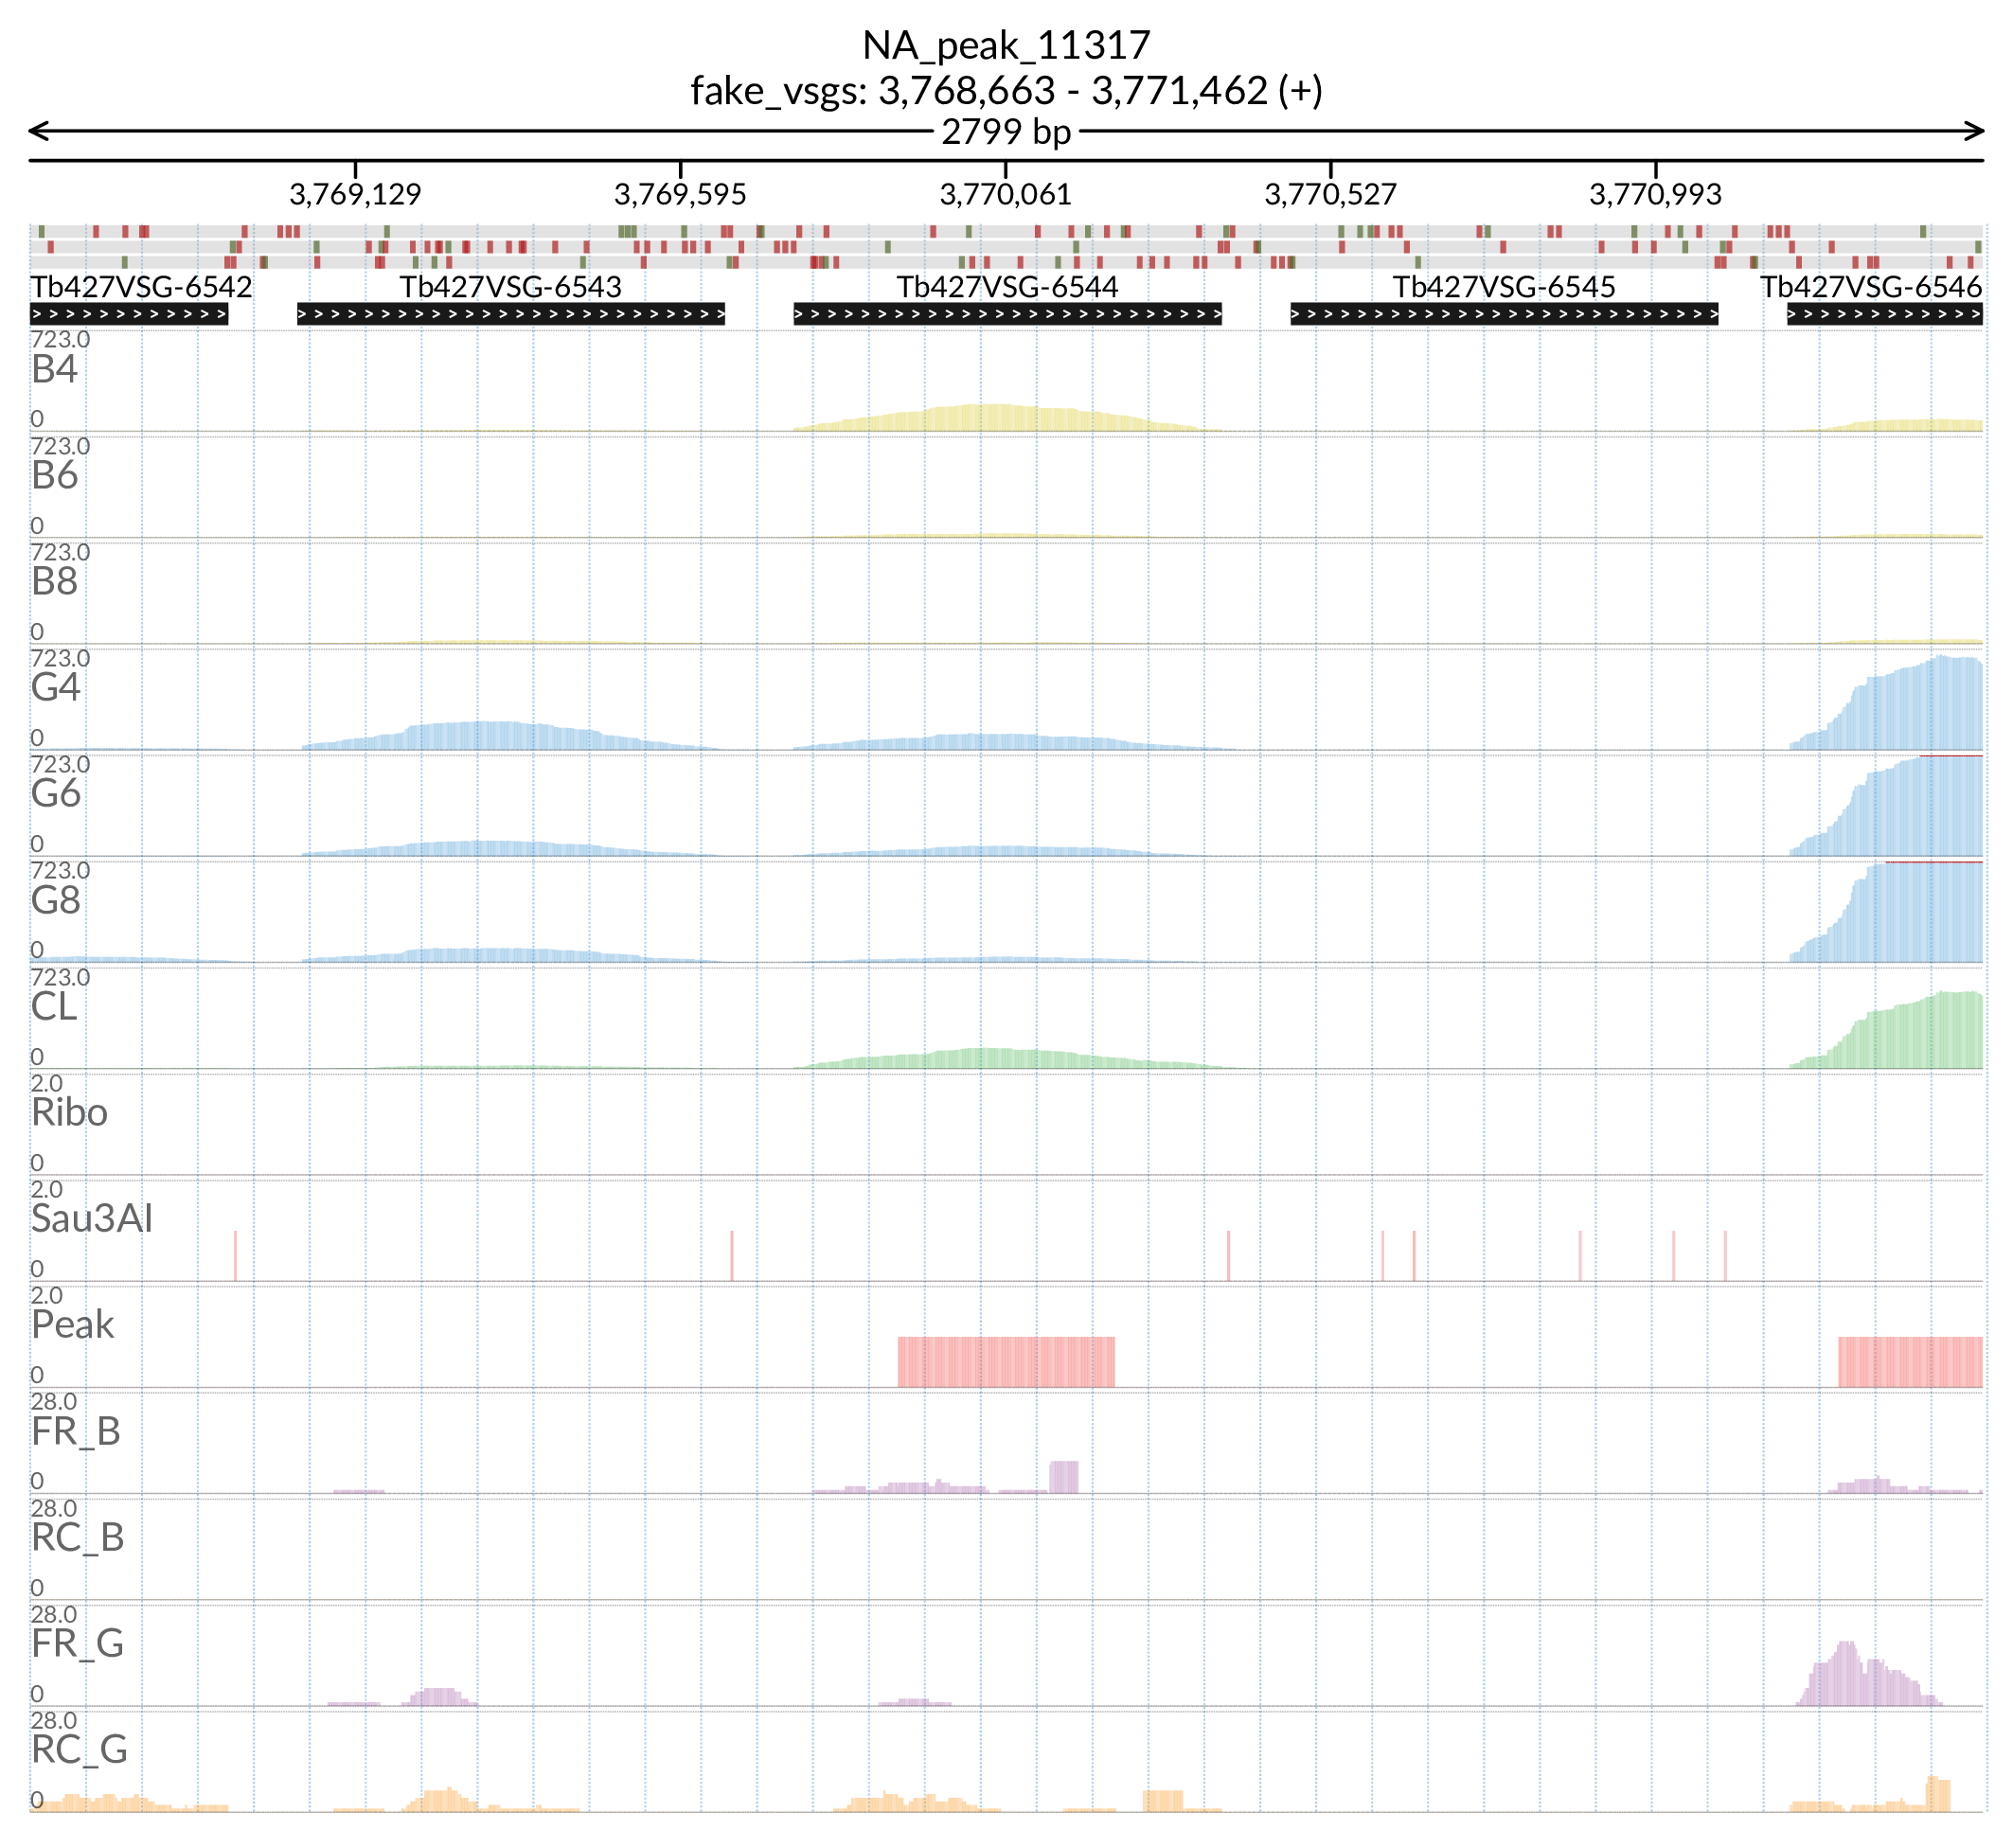 NA_peak_11317
fake_vsgs: 3,768,663 - 3,771,462 (+)
2799 bp
3,769,129 3,769,595 3,770,061 3,770,527 3,770,993
Tb427VSG-6542 Tb427VSG-6543 Tb427VSG-6544 Tb427VSG-6545 Tb427VSG-6546
723.0
B4
0
723.0
B6
0
723.0
B8
0
723.0
G4
0
723.0
G6
0
723.0
G8
0
723.0
CL
0
2.0
Ribo
0
2.0
Sau3AI
0
2.0
Peak
0
28.0
FR_B
0
28.0
RC_B
0
28.0
FR_G
0
28.0
RC_G
0